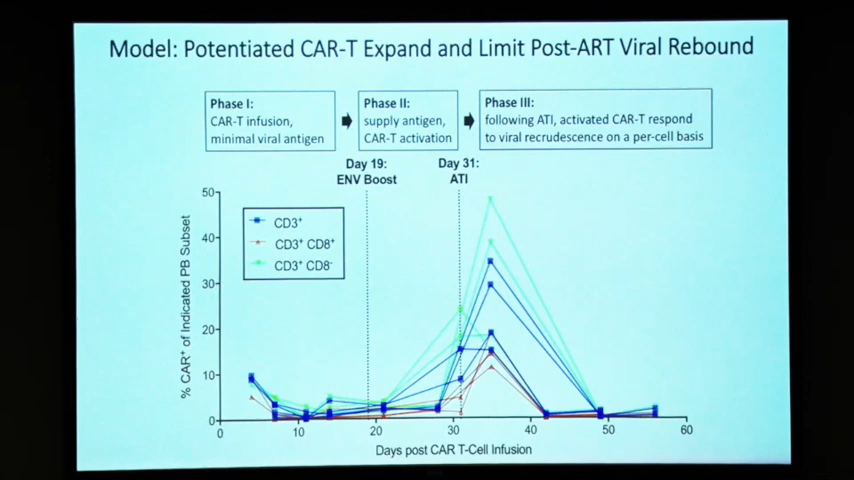 Model: Potentiated CAR-T Expand and Limit Post-ART Viral Rebound
Phase I:
CAR-T infusion,
minimal viral antigen
Phase II:
supply antigen,
CAR-T activation
Phase III:
following ATI, activated CAR-T respond
to viral recrudescence on a per-cell basis
Day 19:
ENV Boost
Day 31:
ATI
% CAR⁺ of Indicated PB Subset
50
40
30
20
10
0
CD3⁺
CD3⁺ CD8⁺
CD3⁺ CD8⁻
0
10
20
30
40
50
60
Days post CAR T-Cell Infusion